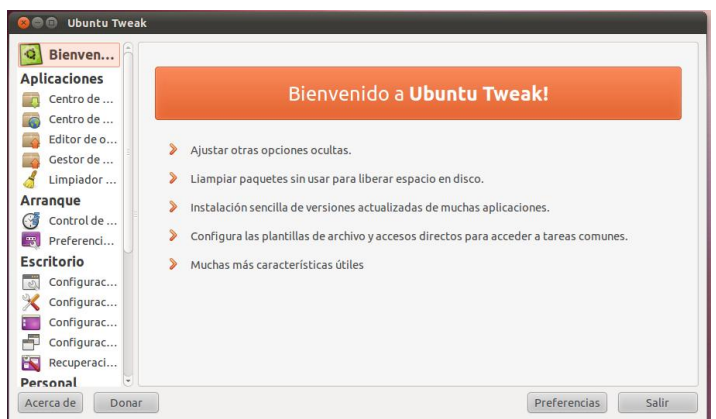 Ubuntu Tweak
Bienven...
Aplicaciones
Centro de ...
Centro de ...
Editor de o...
Gestor de ...
Limpiador ...
Arranque
Control de ...
Preferenci...
Escritorio
Configurac...
Configurac...
Configurac...
Configurac...
Recuperaci...
Personal
Bienvenido a Ubuntu Tweak!
Ajustar otras opciones ocultas.
Liampiar paquetes sin usar para liberar espacio en disco.
Instalación sencilla de versiones actualizadas de muchas aplicaciones.
Configura las plantillas de archivo y accesos directos para acceder a tareas comunes.
Muchas más características útiles
Acerca de Donar Preferencias Salir